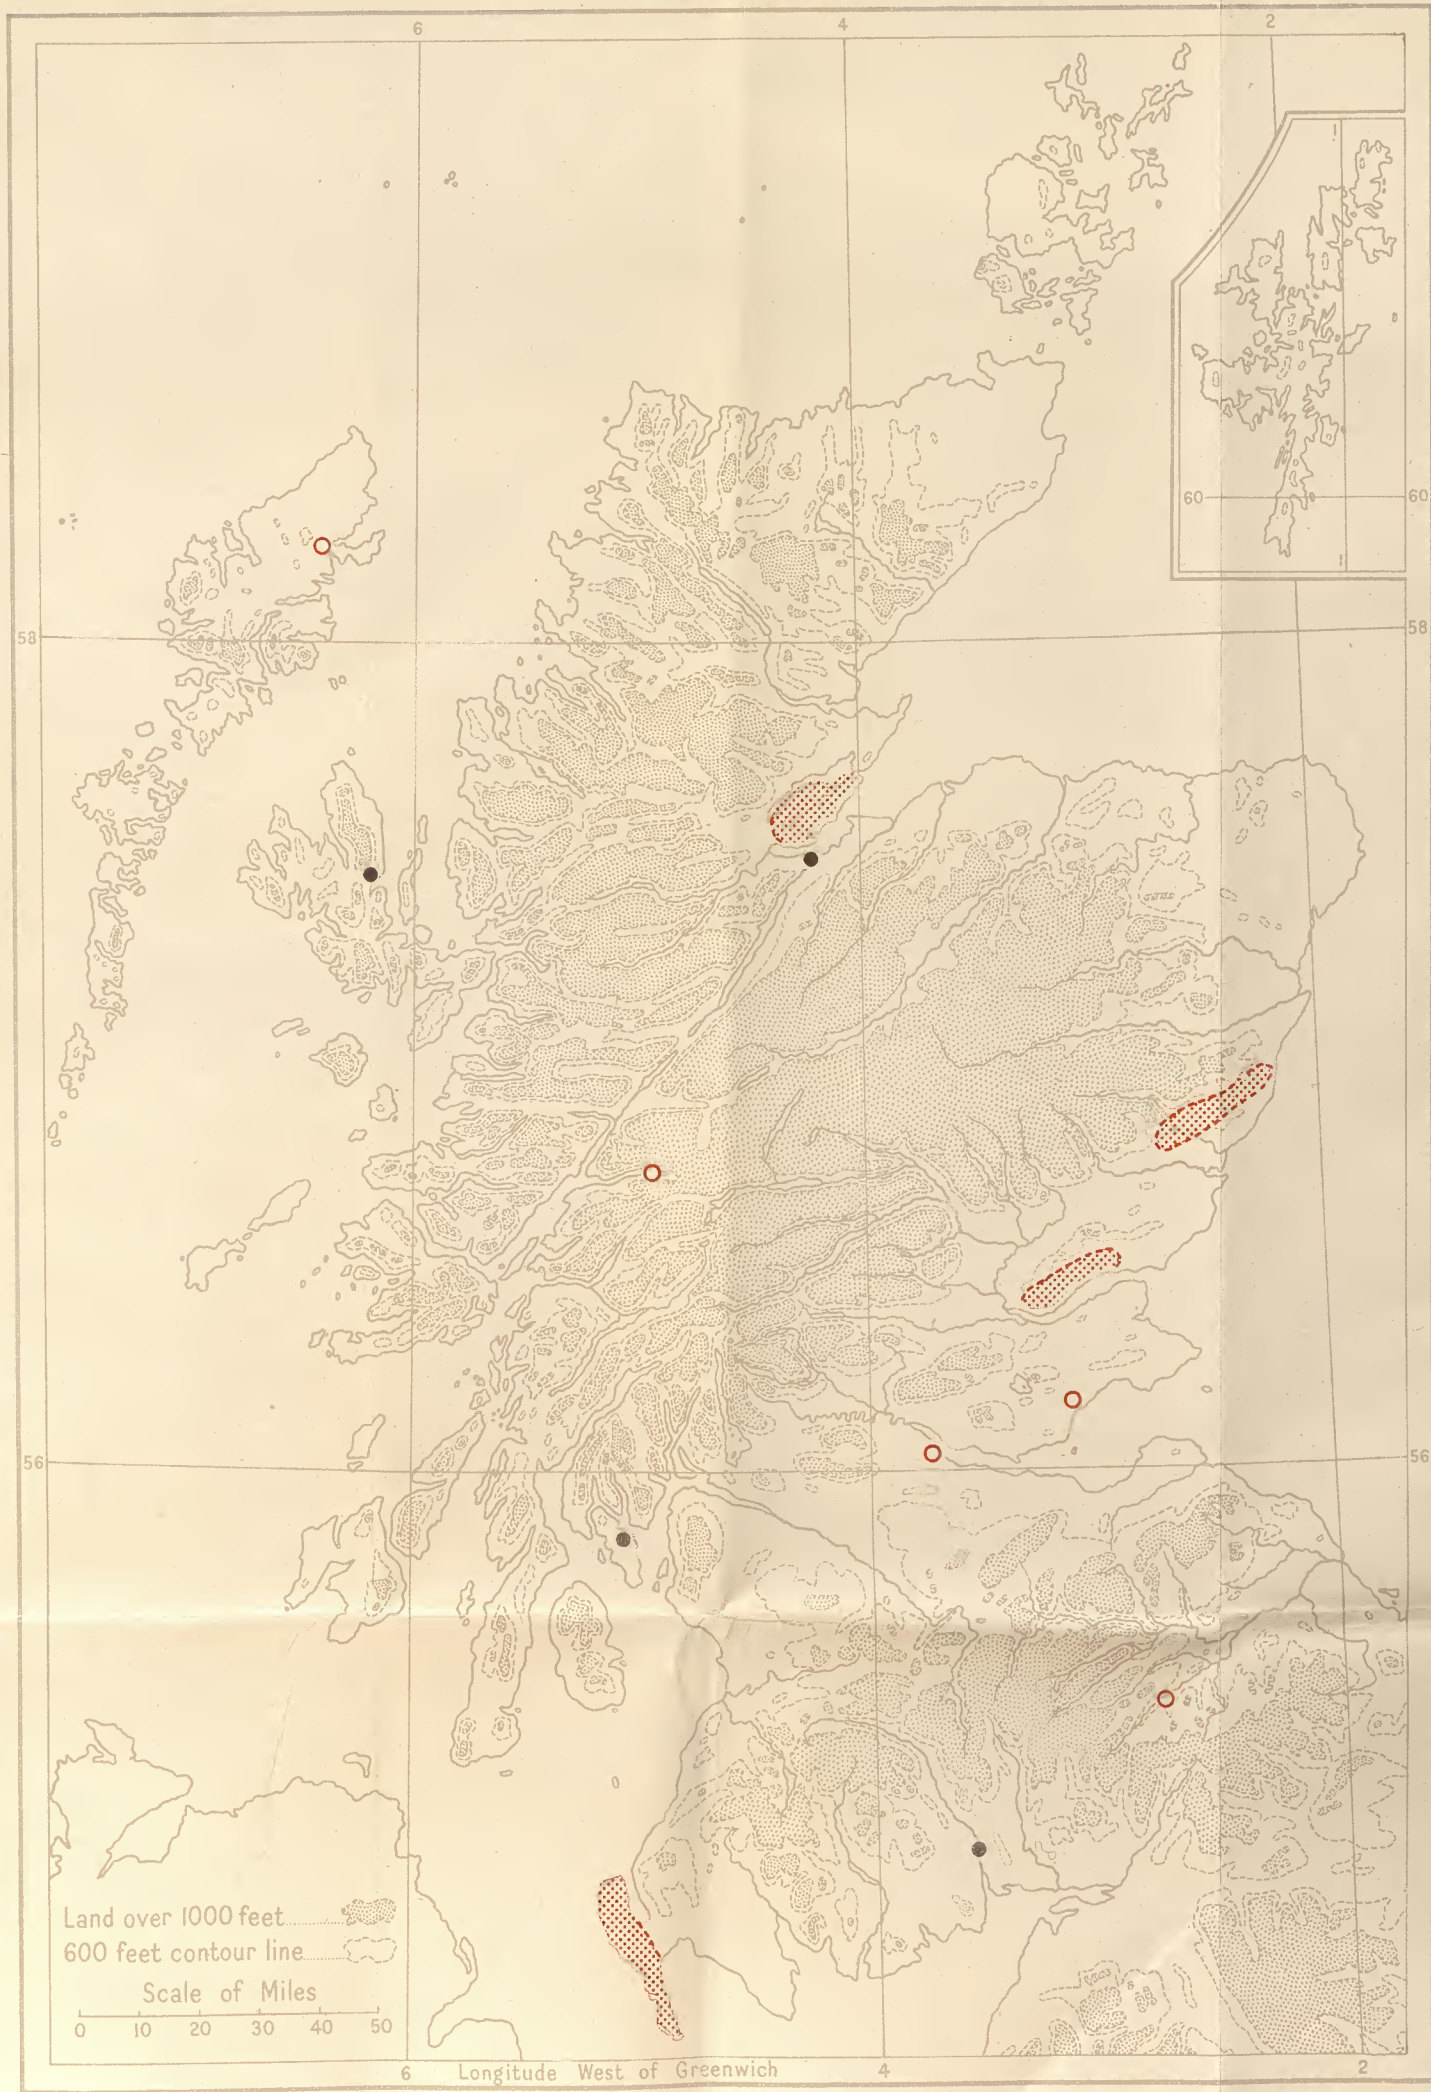 6 4 2
58 58
60 60
56 56
Land over 1000 feet
600 feet contour line
Scale of Miles
0 10 20 30 40 50
6 Longitude West of Greenwich 4 2